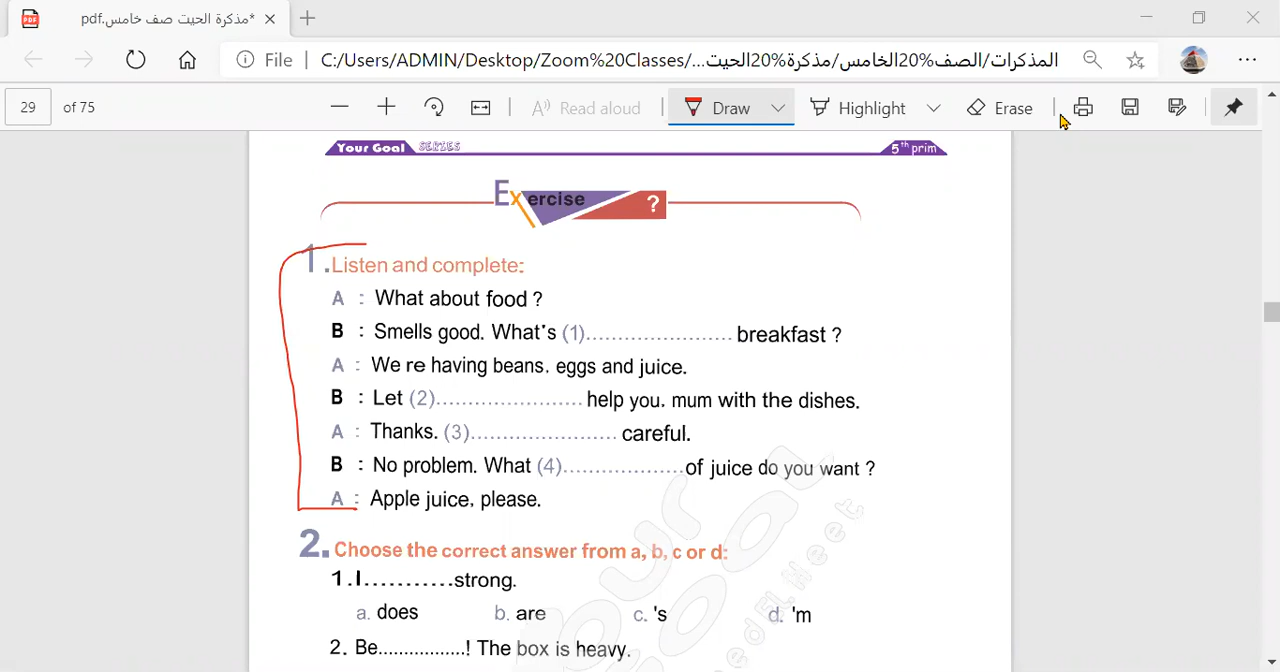 مذكرة الحيت صف خامس.pdf*
File
C:/Users/ADMIN/Desktop/Zoom%20Classes/...المذكرات/الصف%20الخامس/مذكرة%20الحيت
29 of 75
Read aloud
Draw
Highlight
Erase
Your Goal SERIES
5th prim
Exercise ?
1. Listen and complete:
A : What about food ?
B : Smells good. What's (1)........................ breakfast ?
A : We re having beans. eggs and juice.
B : Let (2)........................ help you. mum with the dishes.
A : Thanks. (3)........................ careful.
B : No problem. What (4)....................of juice do you want ?
A : Apple juice, please.
2. Choose the correct answer from a, b, c or d:
1. I...........strong.
a. does b. are c. 's d. 'm
2. Be................! The box is heavy.
your Goal